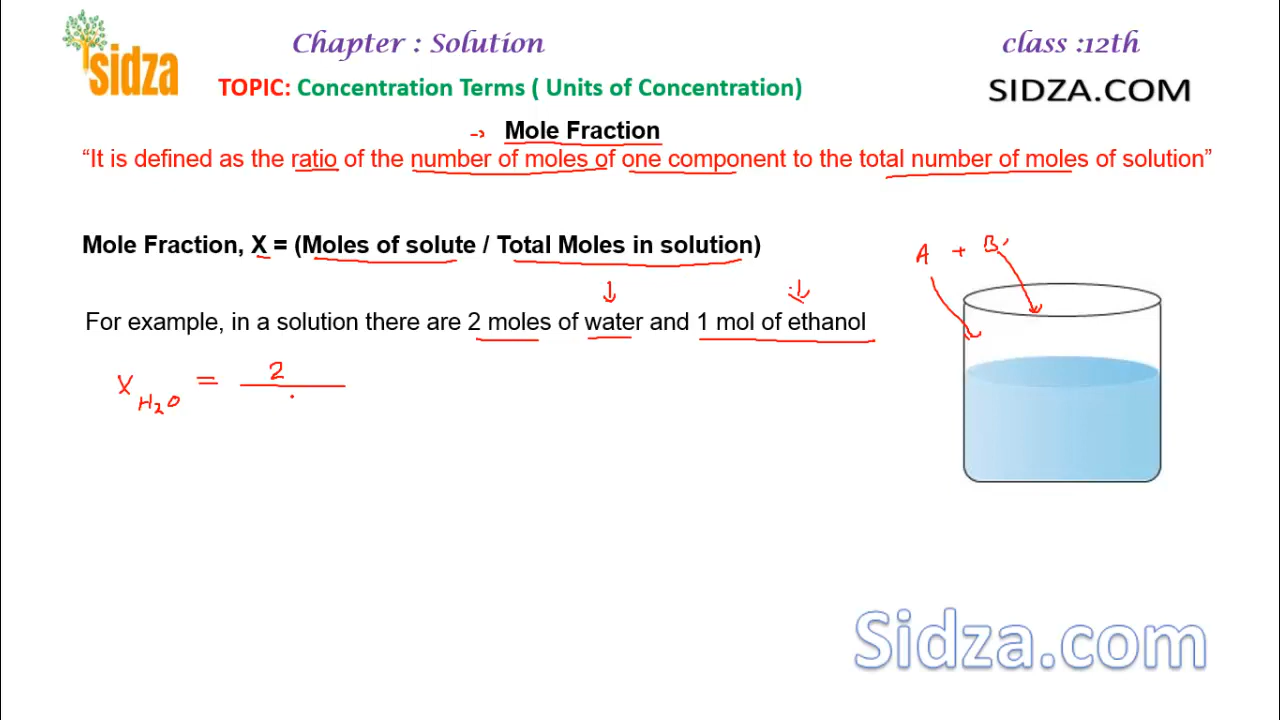 sidza
Chapter : Solution
class :12th
TOPIC: Concentration Terms ( Units of Concentration)
SIDZA.COM
→ Mole Fraction
“It is defined as the ratio of the number of moles of one component to the total number of moles of solution”
Mole Fraction, X = (Moles of solute / Total Moles in solution)
A + B
For example, in a solution there are 2 moles of water and 1 mol of ethanol
X H2O = 2
Sidza.com